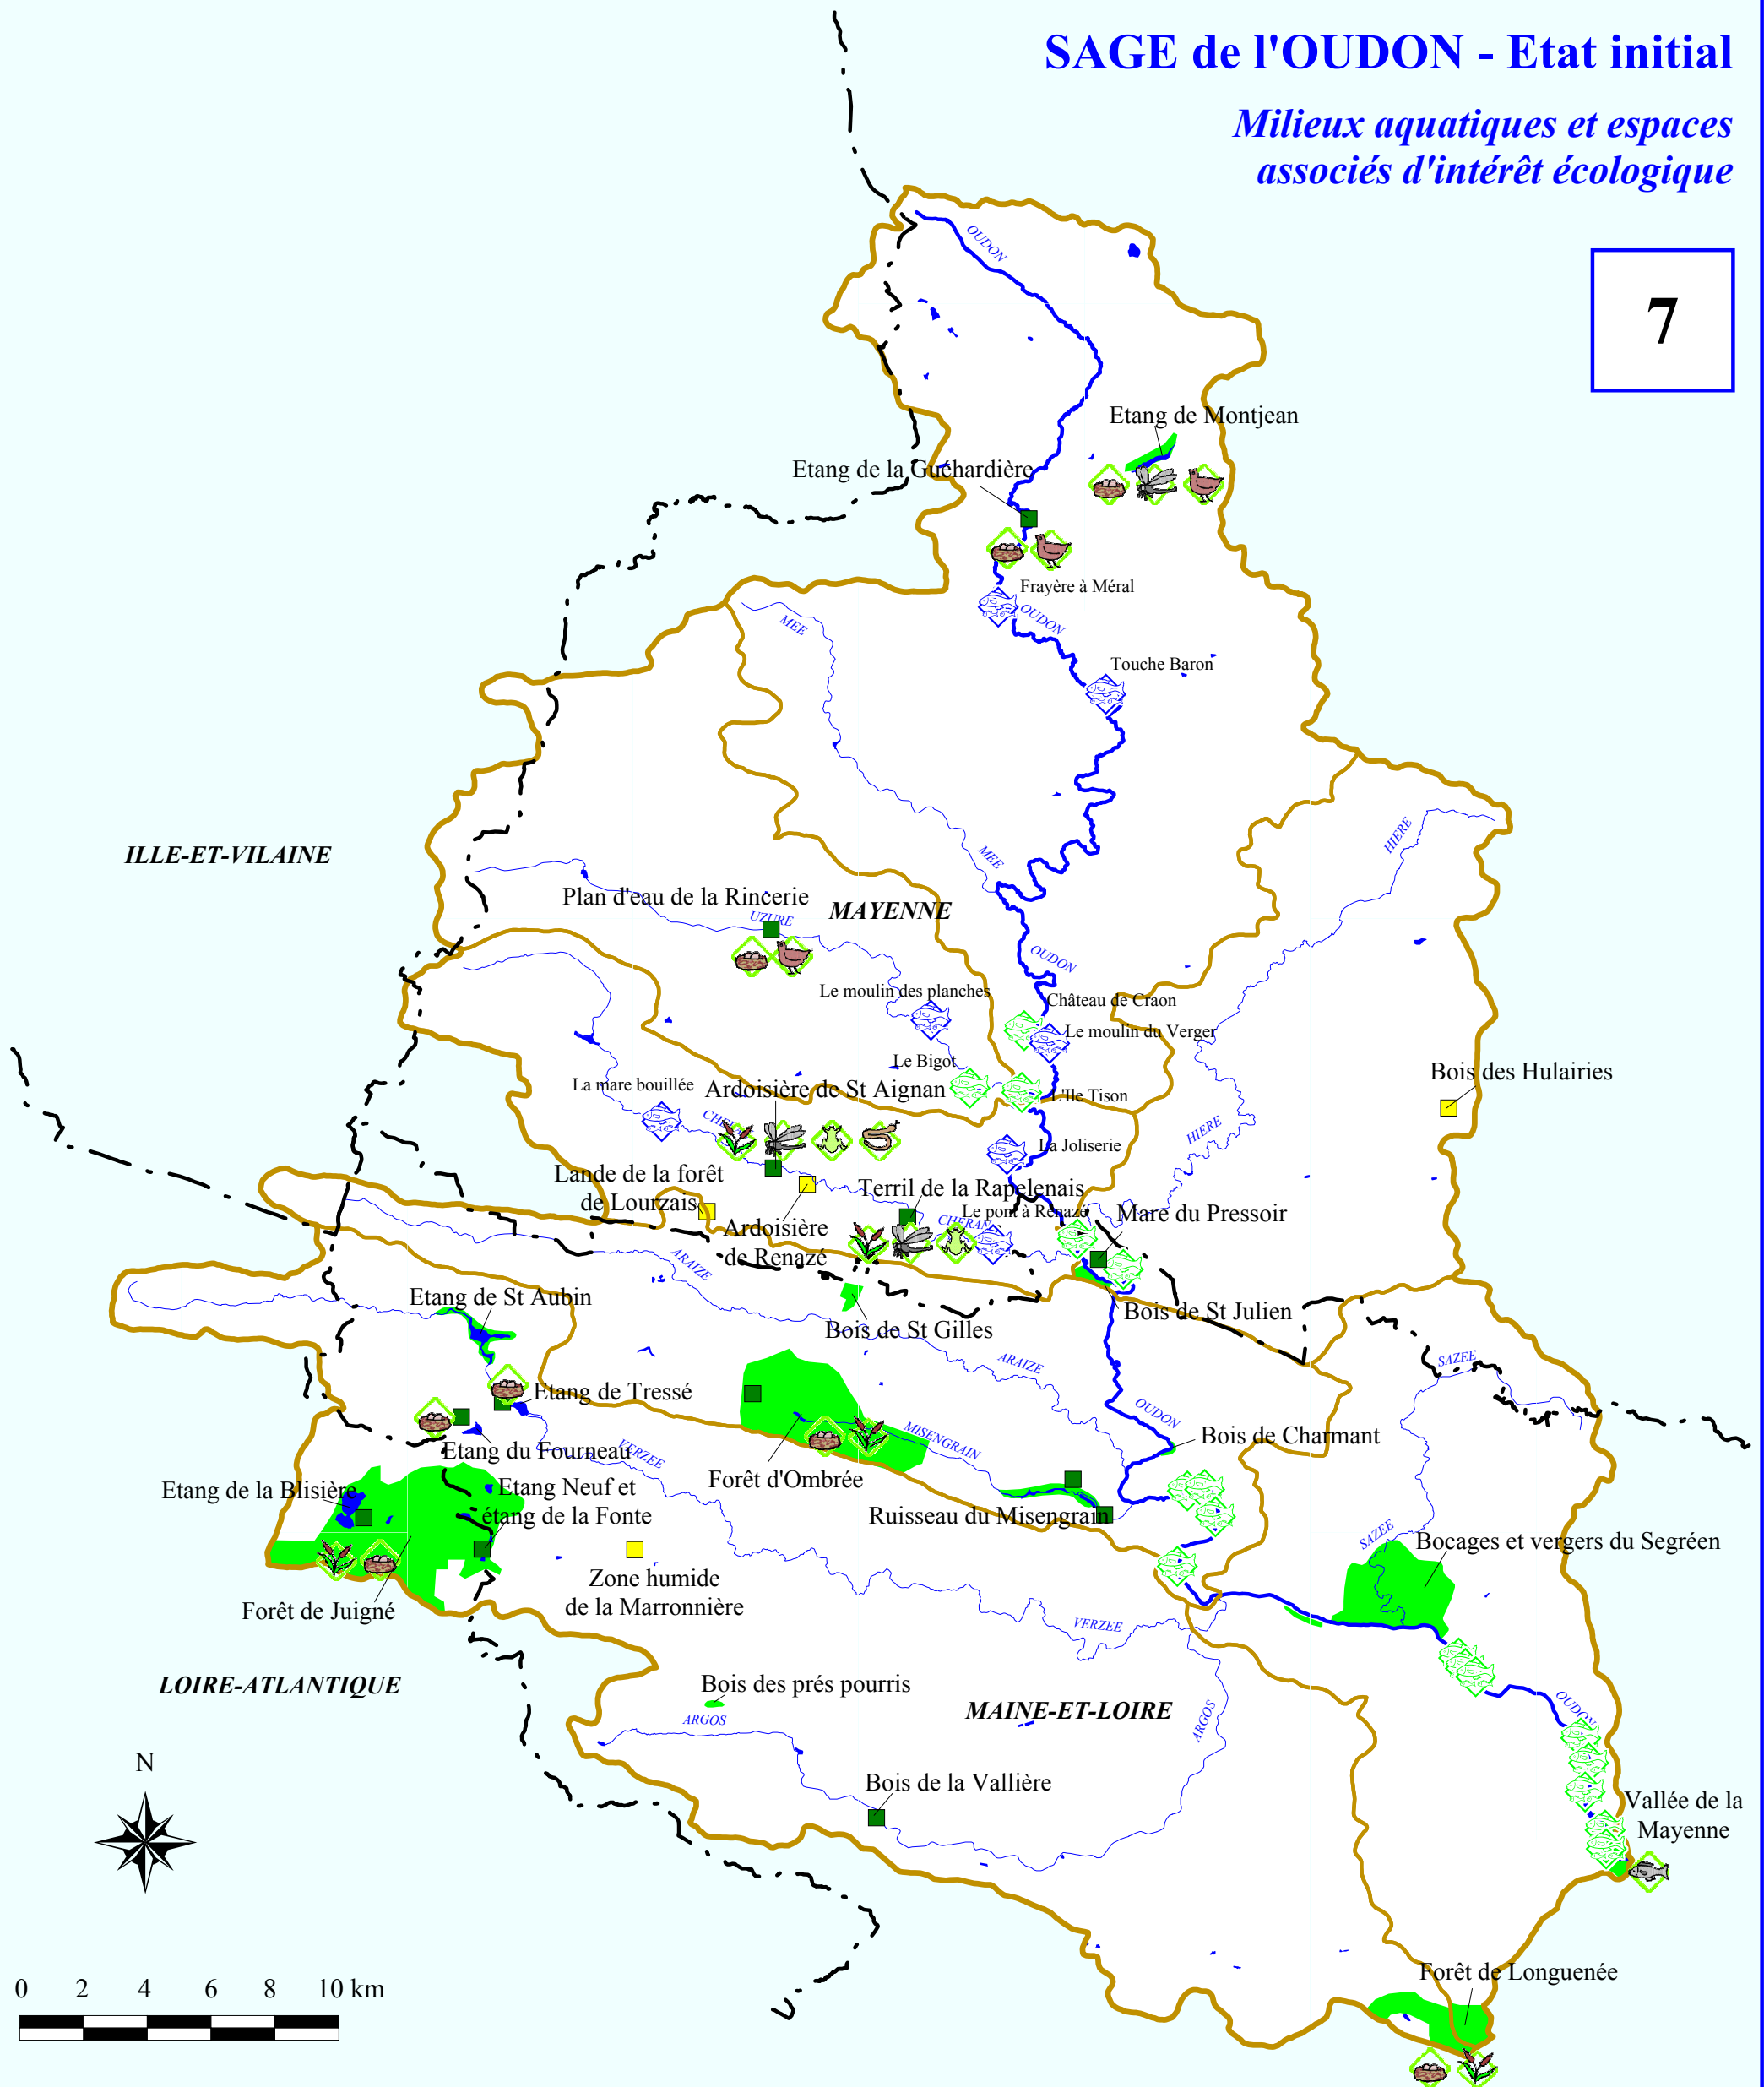 SAGE de l'OUDON - Etat initial
Milieux aquatiques et espaces
associés d'intérêt écologique
7
OUDON
Etang de Montjean
Etang de la Guéhardière
Frayère à Méral
OUDON
MEE
Touche Baron
HIERE
ILLE-ET-VILAINE
MEE
Plan d'eau de la Rincerie
MAYENNE
UZURE
OUDON
Le moulin des planches
Château de Craon
Le moulin du Verger
Le Bigot
Bois des Hulairies
La mare bouillée
Ardoisière de St Aignan
L'Ile Tison
CHERAN
HIERE
La Joliserie
Lande de la forêt
de Lourzais
Terril de la Rapelenais
Le pont à Renazé
Mare du Pressoir
Ardoisière
de Renazé
CHERAN
ARAIZE
Etang de St Aubin
Bois de St Julien
Bois de St Gilles
ARAIZE
SAZEE
Etang de Tressé
OUDON
MISENGRAIN
Bois de Charmant
Etang du Fourneau
VERZEE
Forêt d'Ombrée
Etang de la Blisière
Etang Neuf et
étang de la Fonte
Ruisseau du Misengrain
SAZEE
Bocages et vergers du Segréen
Zone humide
de la Marronnière
Forêt de Juigné
VERZEE
LOIRE-ATLANTIQUE
Bois des prés pourris
ARGOS
MAINE-ET-LOIRE
ARGOS
OUDON
N
Bois de la Vallière
Vallée de la
Mayenne
Forêt de Longuenée
0 2 4 6 8 10 km